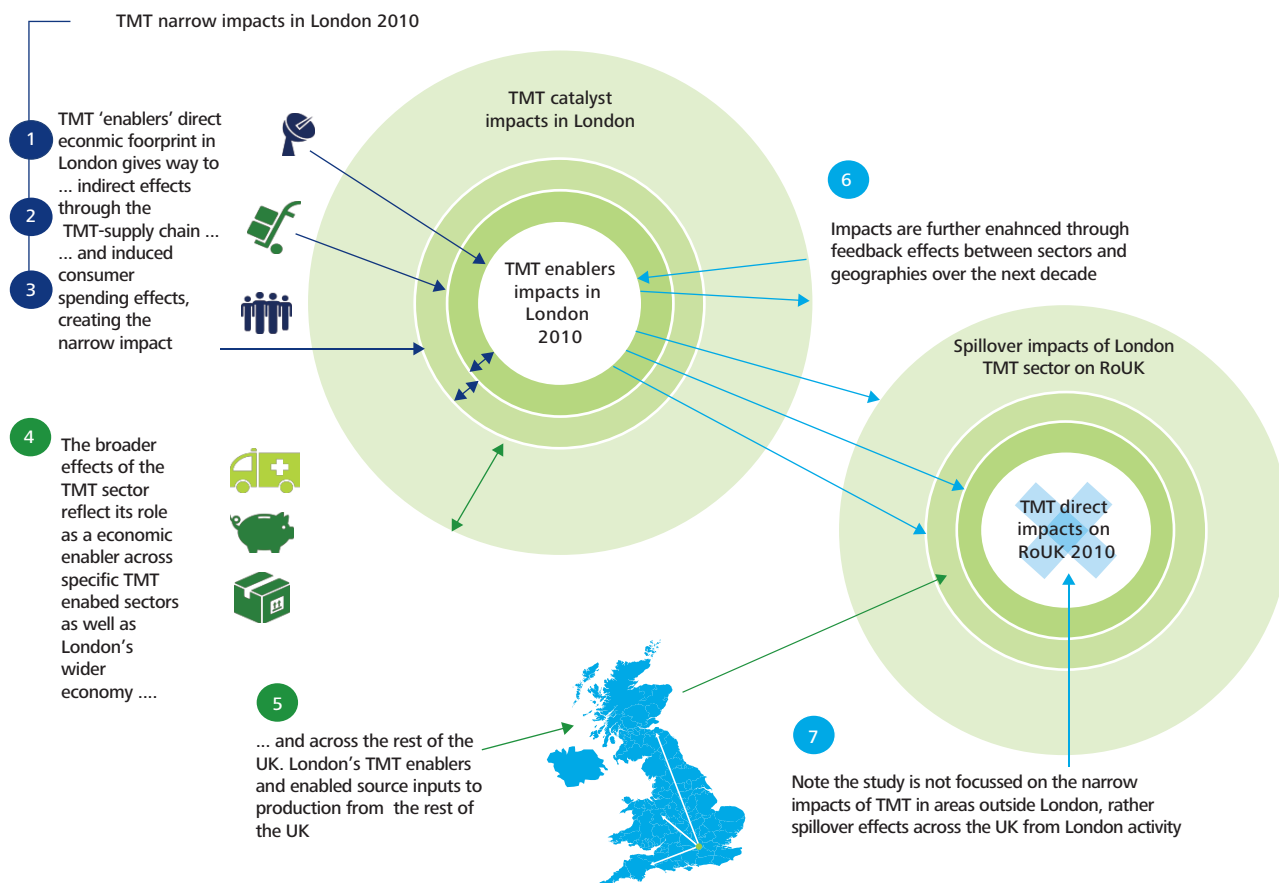 TMT narrow impacts in London 2010
1
TMT ‘enablers’ direct
econmic foorprint in
London gives way to
... indirect effects
2
through the
TMT-supply chain ...
... and induced
3
consumer
spending effects,
creating the
narrow impact
TMT catalyst
impacts in London
TMT enablers
impacts in
London
2010
6
Impacts are further enahnced through
feedback effects between sectors and
geographies over the next decade
Spillover impacts of London
TMT sector on RoUK
TMT direct
impacts on
RoUK 2010
4
The broader
effects of the
TMT sector
reflect its role
as a economic
enabler across
specific TMT
enabed sectors
as well as
London’s
wider
economy ....
5
... and across the rest of the
UK. London’s TMT enablers
and enabled source inputs to
production from the rest of
the UK
7
Note the study is not focussed on the narrow
impacts of TMT in areas outside London, rather
spillover effects across the UK from London activity